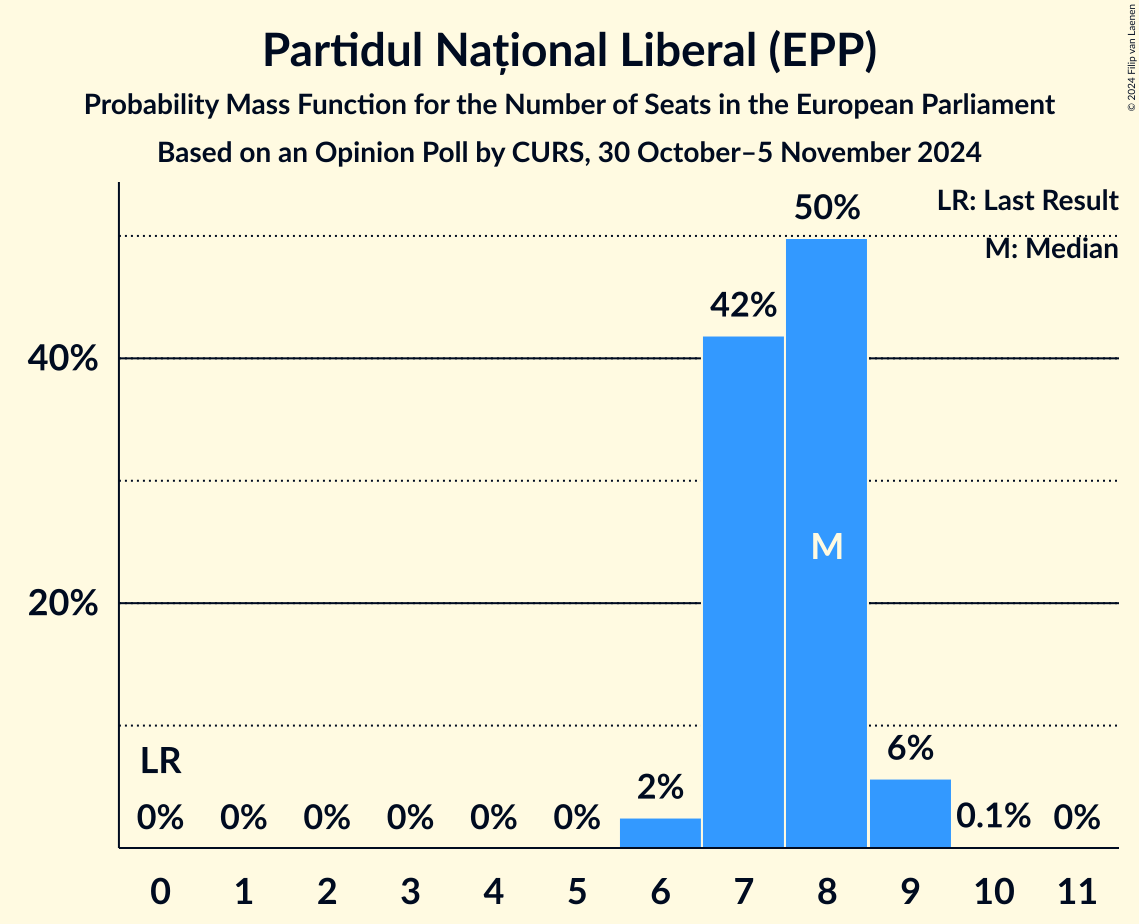 Partidul Național Liberal (EPP)
Probability Mass Function for the Number of Seats in the European Parliament
Based on an Opinion Poll by CURS, 30 October–5 November 2024
© 2024 Filip van Laenen
LR: Last Result
M: Median
50%
42%
40%
M
20%
LR
6%
2%
0% 0% 0% 0% 0% 0% 0.1% 0%
0 1 2 3 4 5 6 7 8 9 10 11